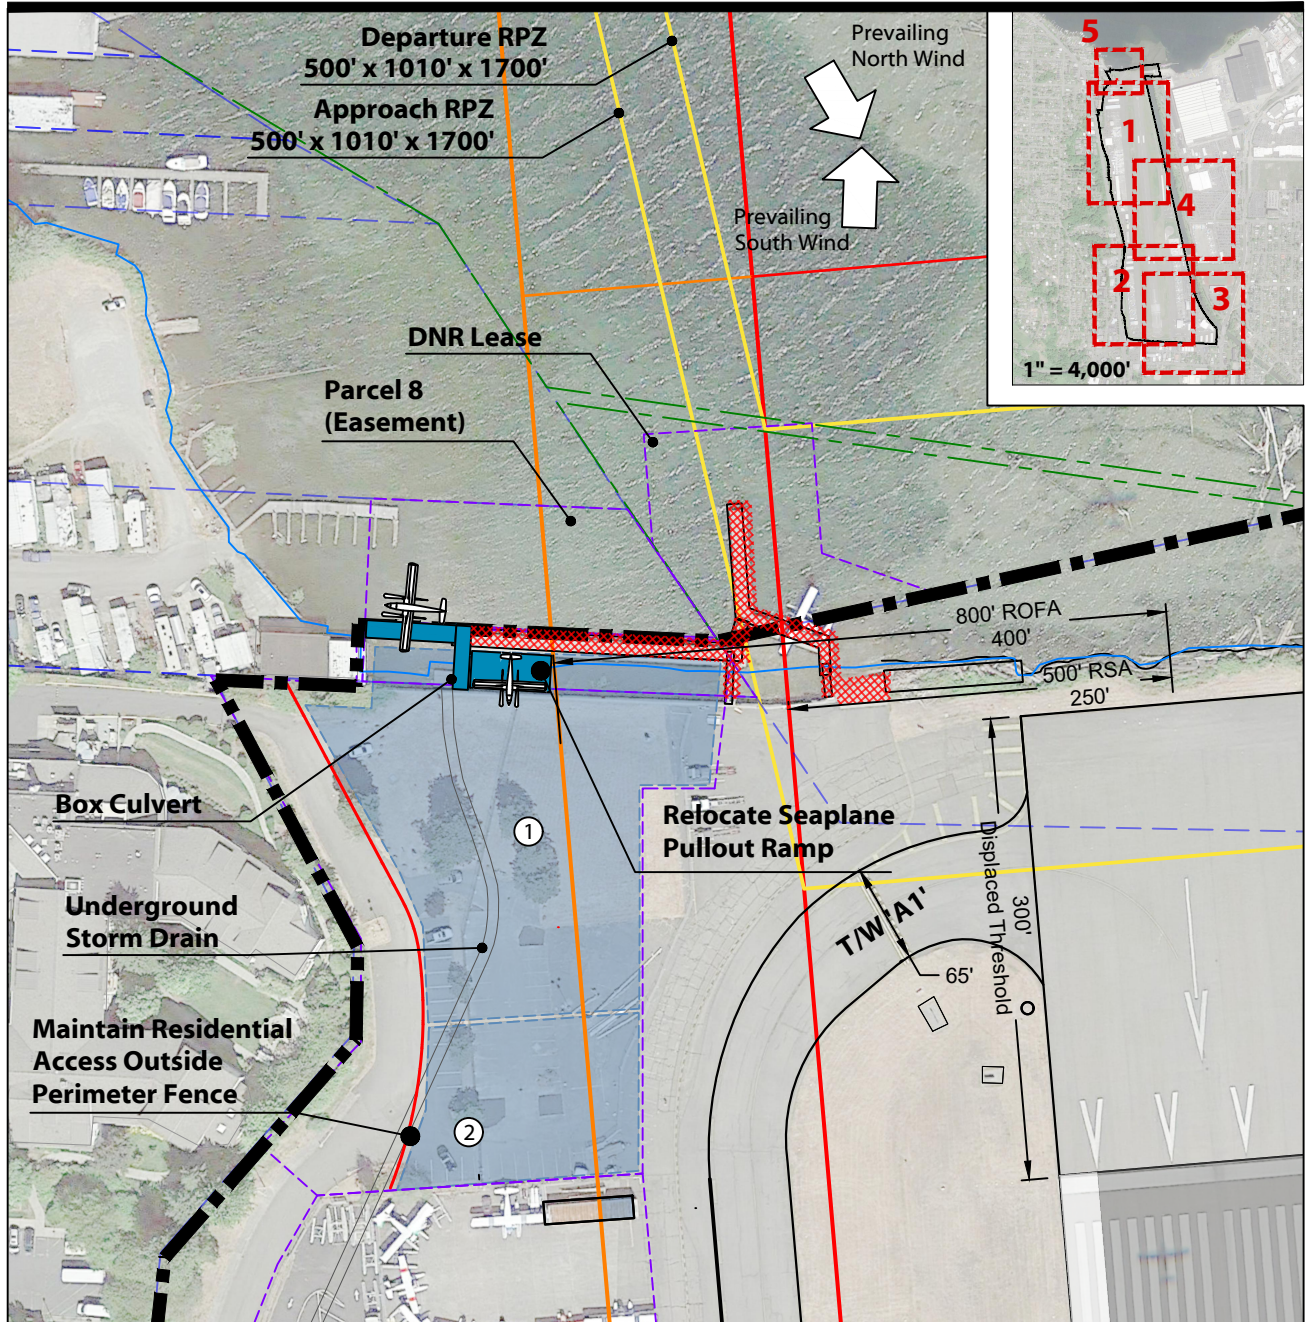 Departure RPZ
500' x 1010' x 1700'
Approach RPZ
500' x 1010' x 1700'
Prevailing
North Wind
Prevailing
South Wind
5
1
4
2
3
1" = 4,000'
DNR Lease
Parcel 8
(Easement)
800' ROFA
400'
500' RSA
250'
Box Culvert
1
Relocate Seaplane
Pullout Ramp
Underground
Storm Drain
T/W 'A1'
65'
300'
Displaced Threshold
Maintain Residential
Access Outside
Perimeter Fence
2